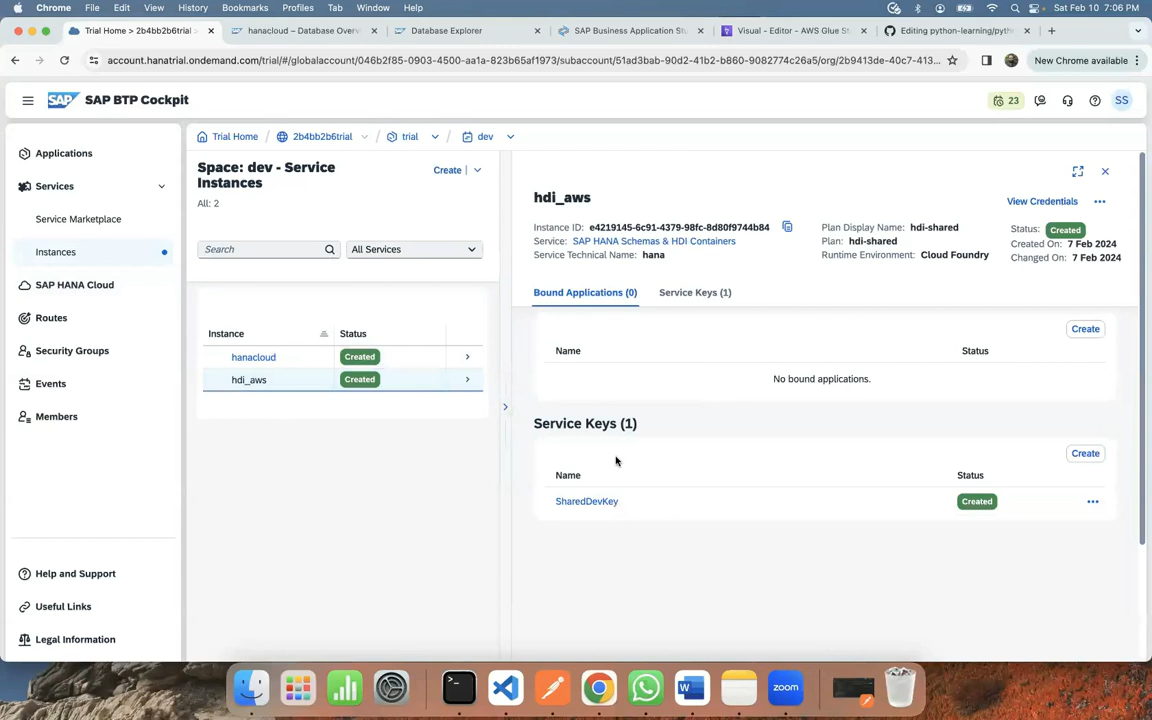 Chrome File Edit View History Bookmarks Profiles Tab Window Help Sat Feb 10 7:06 PM
Trial Home > 2b4bb2b6trial > hanacloud – Database Over Database Explorer SAP Business Application St Visual - Editor - AWS Glue St Editing python-learning/pyth
account.hanatrial.ondemand.com/trial/#/globalaccount/046b2f85-0903-4500-aa1a-823b65af1973/subaccount/51ad3bab-90d2-41b2-b860-9082774c26a5/org/2b9413de-40c7-413... New Chrome available
SAP SAP BTP Cockpit 23 SS
Applications
Services
Service Marketplace
Instances
SAP HANA Cloud
Routes
Security Groups
Events
Members
Help and Support
Useful Links
Legal Information
Trial Home / 2b4bb2b6trial / trial / dev
Space: dev - Service
Instances
Create
All: 2
Search All Services
Instance Status
hanacloud Created
hdi_aws Created
hdi_aws
View Credentials
Instance ID: e4219145-6c91-4379-98fc-8d80f9744b84
Service: SAP HANA Schemas & HDI Containers
Service Technical Name: hana
Plan Display Name: hdi-shared
Plan: hdi-shared
Runtime Environment: Cloud Foundry
Status: Created
Created On: 7 Feb 2024
Changed On: 7 Feb 2024
Bound Applications (0) Service Keys (1)
Create
Name Status
No bound applications.
Service Keys (1)
Create
Name Status
SharedDevKey Created
zoom